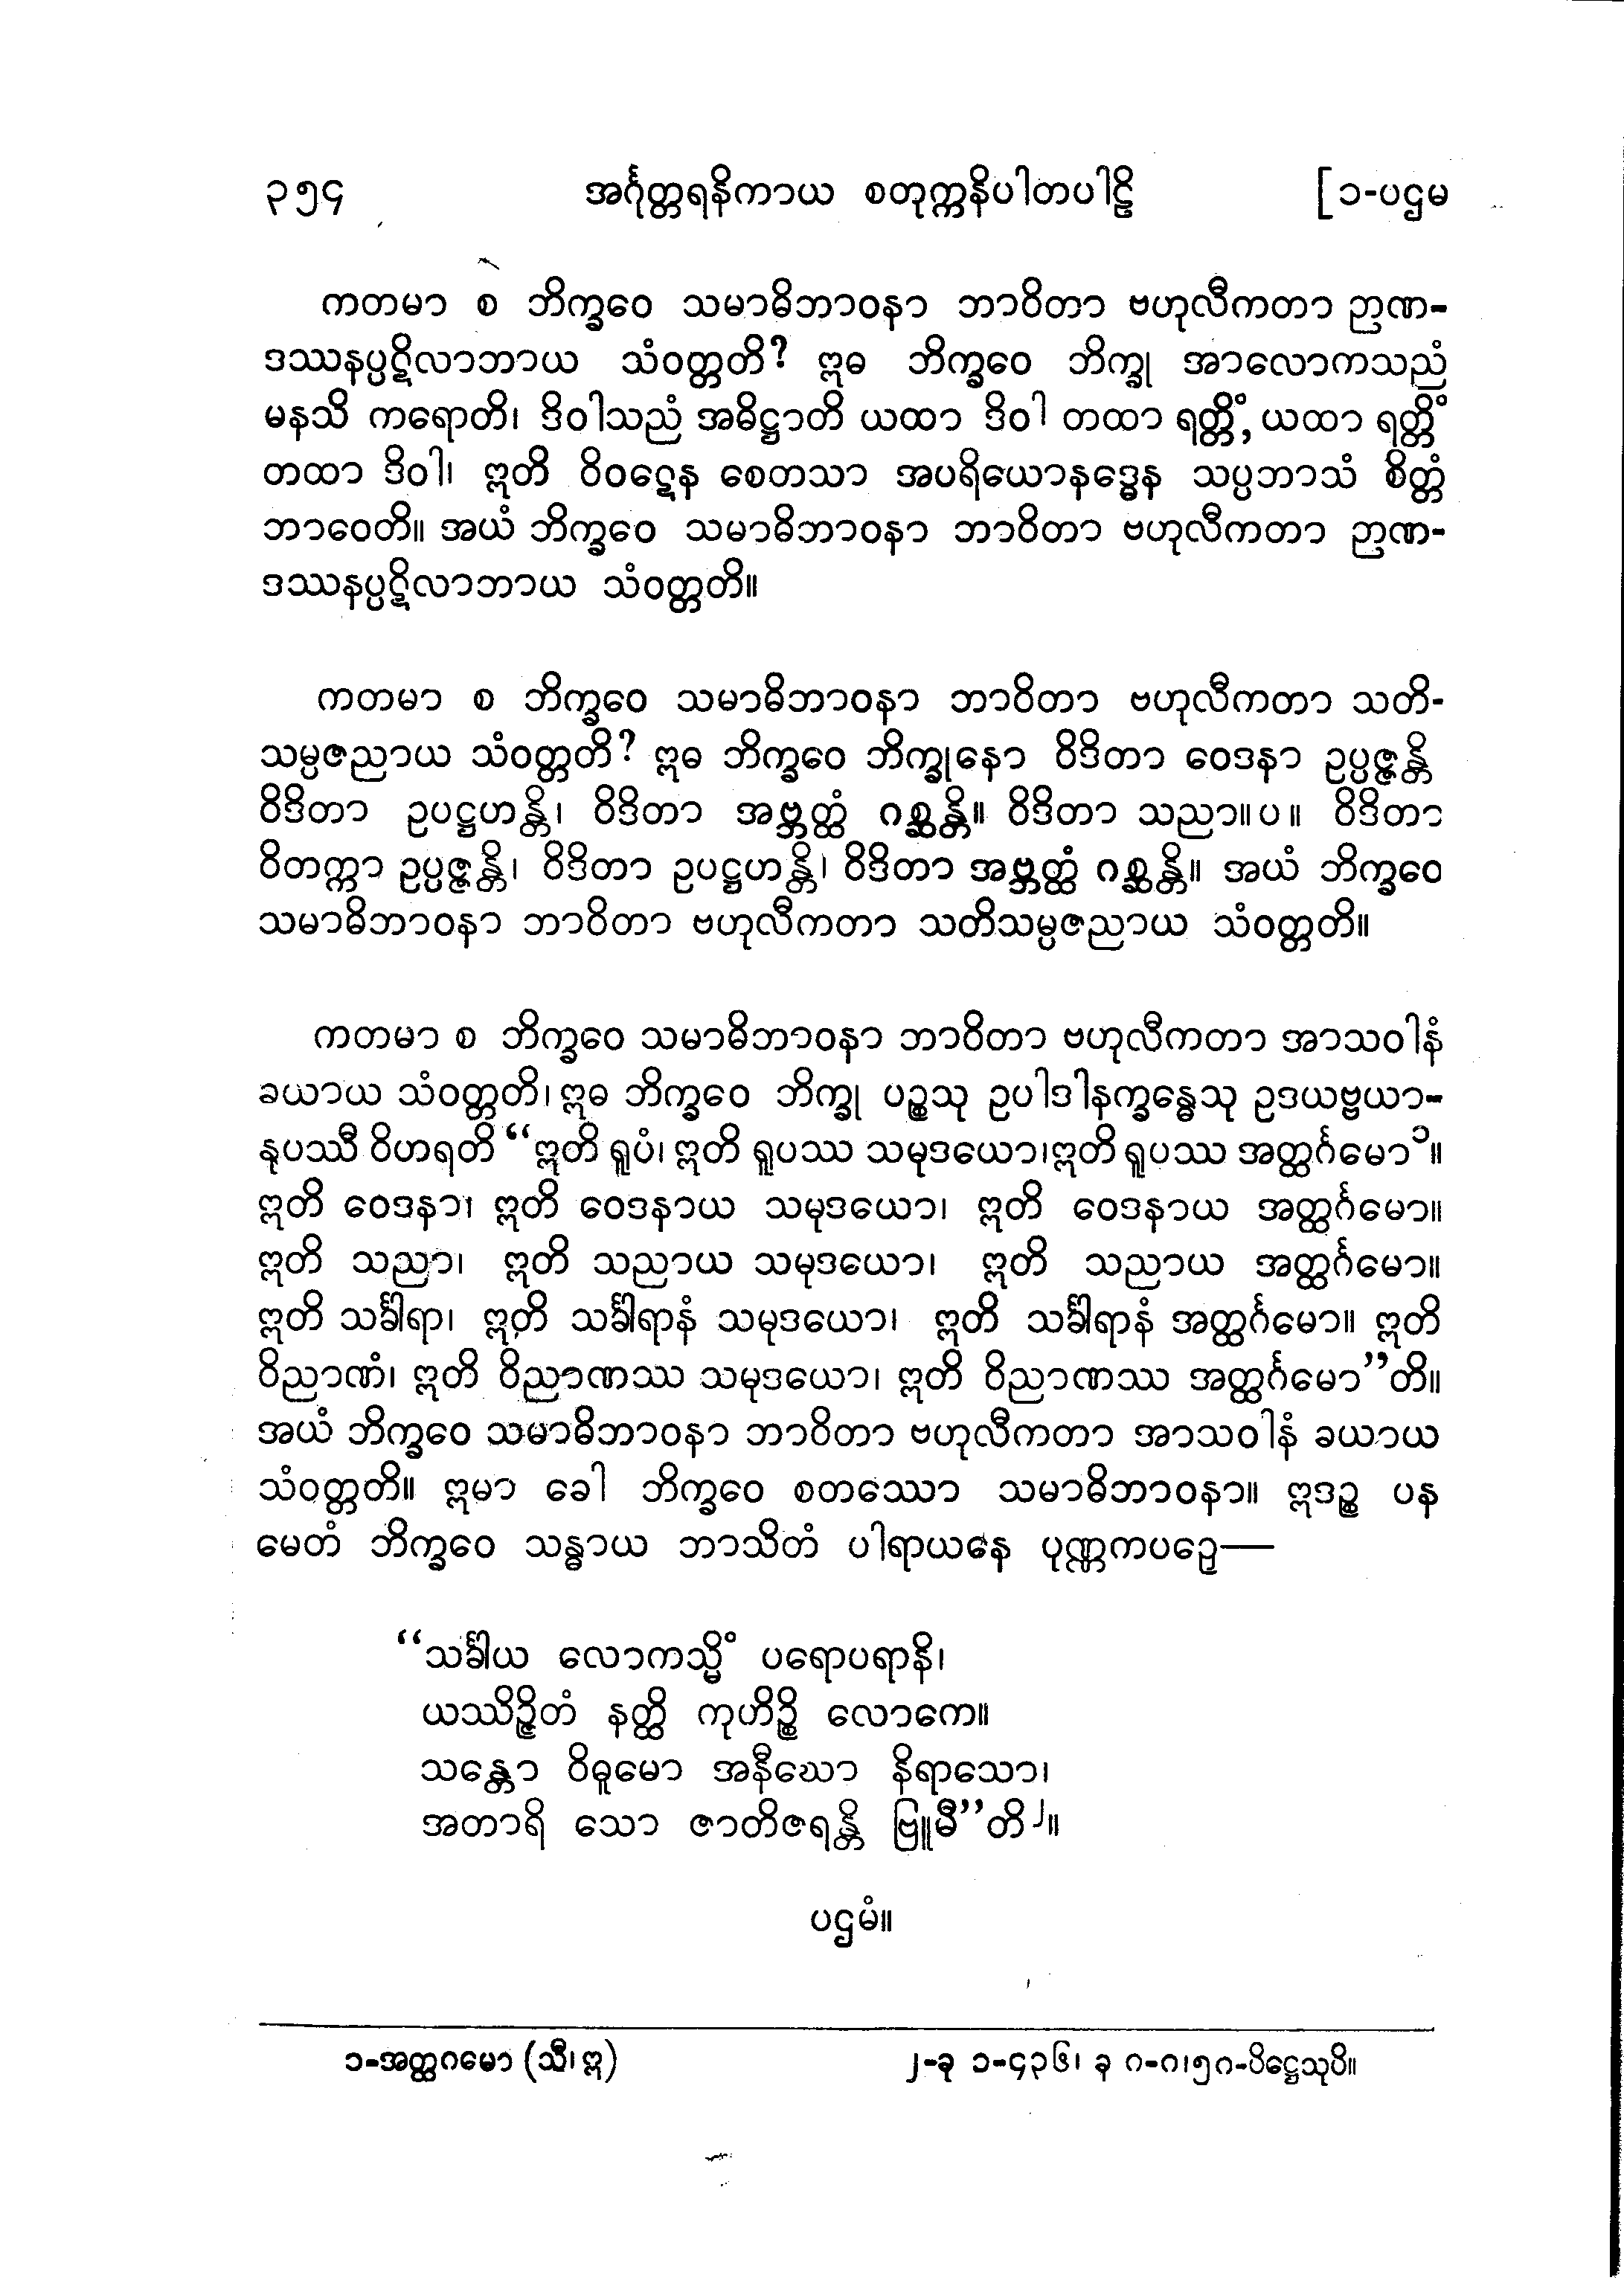 ၃၅၄ အင်္ဂုတ္တရနိကာယ စတုက္ကနိပါတပါဠိ [၁-ပဌမ
ကတမာ စ ဘိက္ခဝေ သမာဓိဘာဝနာ ဘာဝိတာ ဗဟုလီကတာ ဉာဏ-
ဒဿနပ္ပဋိလာဘာယ သံဝတ္တတိ? ဣဓ ဘိက္ခဝေ ဘိက္ခု အာလောကသညံ
မနသိ ကရောတိ၊ ဒိဝါသညံ အဓိဋ္ဌာတိ ယထာ ဒိဝါ တထာ ရတ္တိံ, ယထာ ရတ္တိံ
တထာ ဒိဝါ၊ ဣတိ ဝိဝဋေန စေတသာ အပရိယောနဒ္ဓေန သပ္ပဘာသံ စိတ္တံ
ဘာဝေတိ။ အယံ ဘိက္ခဝေ သမာဓိဘာဝနာ ဘာဝိတာ ဗဟုလီကတာ ဉာဏ-
ဒဿနပ္ပဋိလာဘာယ သံဝတ္တတိ။
ကတမာ စ ဘိက္ခဝေ သမာဓိဘာဝနာ ဘာဝိတာ ဗဟုလီကတာ သတိ-
သမ္ပဇညာယ သံဝတ္တတိ? ဣဓ ဘိက္ခဝေ ဘိက္ခုနော ဝိဒိတာ ဝေဒနာ ဥပ္ပဇ္ဇန္တိ
ဝိဒိတာ ဥပဋ္ဌဟန္တိ၊ ဝိဒိတာ အဗ္ဘတ္ထံ ဂစ္ဆန္တိ။ ဝိဒိတာ သညာ။ပ။ ဝိဒိတာ
ဝိတက္ကာ ဥပ္ပဇ္ဇန္တိ၊ ဝိဒိတာ ဥပဋ္ဌဟန္တိ၊ ဝိဒိတာ အဗ္ဘတ္ထံ ဂစ္ဆန္တိ။ အယံ ဘိက္ခဝေ
သမာဓိဘာဝနာ ဘာဝိတာ ဗဟုလီကတာ သတိသမ္ပဇညာယ သံဝတ္တတိ။
ကတမာ စ ဘိက္ခဝေ သမာဓိဘာဝနာ ဘာဝိတာ ဗဟုလီကတာ အာသဝါနံ
ခယာယ သံဝတ္တတိ၊ ဣဓ ဘိက္ခဝေ ဘိက္ခု ပဉ္စသု ဥပါဒါနက္ခန္ဓေသု ဥဒယဗ္ဗယာ-
နုပဿီ ဝိဟရတိ “ဣတိ ရူပံ၊ ဣတိ ရူပဿ သမုဒယော၊ဣတိ ရူပဿ အတ္ထင်္ဂမော၁။
ဣတိ ဝေဒနာ၊ ဣတိ ဝေဒနာယ သမုဒယော၊ ဣတိ ဝေဒနာယ အတ္ထင်္ဂမော။
ဣတိ သညာ၊ ဣတိ သညာယ သမုဒယော၊ ဣတိ သညာယ အတ္ထင်္ဂမော။
ဣတိ သင်္ခါရာ၊ ဣတိ သင်္ခါရာနံ သမုဒယော၊ ဣတိ သင်္ခါရာနံ အတ္ထင်္ဂမော။ ဣတိ
ဝိညာဏံ၊ ဣတိ ဝိညာဏဿ သမုဒယော၊ ဣတိ ဝိညာဏဿ အတ္ထင်္ဂမော”တိ။
အယံ ဘိက္ခဝေ သမာဓိဘာဝနာ ဘာဝိတာ ဗဟုလီကတာ အာသဝါနံ ခယာယ
သံဝတ္တတိ။ ဣမာ ခေါ ဘိက္ခဝေ စတဿော သမာဓိဘာဝနာ။ ဣဒဉ္စ ပန
မေတံ ဘိက္ခဝေ သန္ဓာယ ဘာသိတံ ပါရာယနေ ပုဏ္ဏကပဉှေ—
“သင်္ခါယ လောကသ္မိံ ပရောပရာနိ၊
ယဿိဉ္ဇိတံ နတ္ထိ ကုဟိဉ္စိ လောကေ။
သန္တော ဝိဓူမော အနီဃော နိရာသော၊
အတာရိ သော ဇာတိဇရန္တိ ဗြူမီ”တိ၂။
ပဌမံ။
၁-အတ္ထဂမော (သီ၊ဣ) ၂-ခု ၁-၄၃၆၊ ခု ဂ-ဂ၊၅ဂ-ပိဋ္ဌေသုပိ။